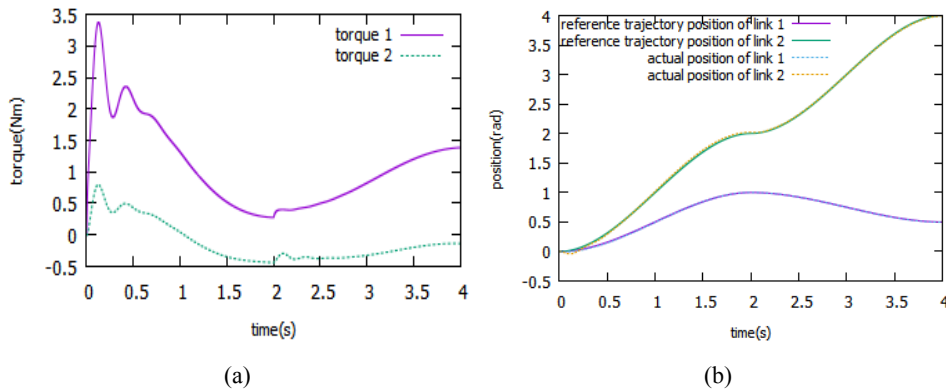 3.5
3
2.5
2
1.5
1
0.5
0
-0.5
torque(Nm)
torque 1
torque 2
0 0.5 1 1.5 2 2.5 3 3.5 4
time(s)
(a)
4
3.5
3
2.5
2
1.5
1
0.5
0
-0.5
position(rad)
reference trajectory position of link 1
reference trajectory position of link 2
actual position of link 1
actual position of link 2
0 0.5 1 1.5 2 2.5 3 3.5 4
time(s)
(b)